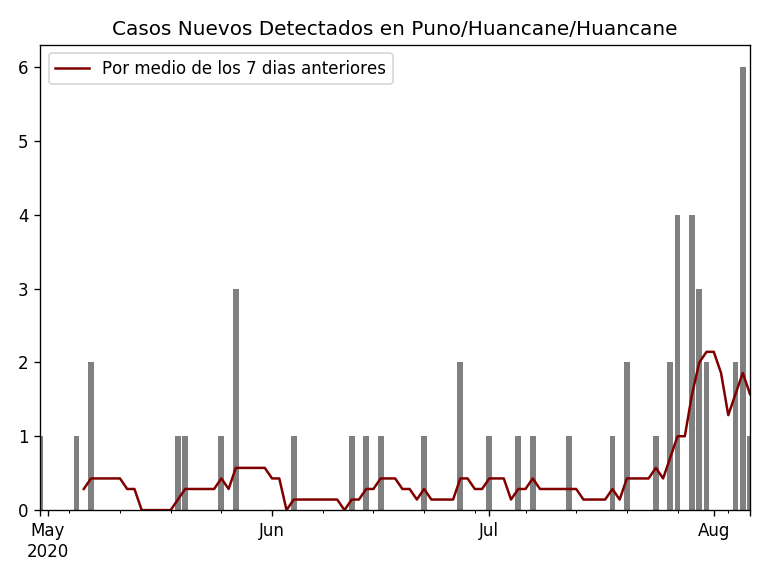 Casos Nuevos Detectados en Puno/Huancane/Huancane
Por medio de los 7 dias anteriores
6
5
4
3
2
1
0
May Jun Jul Aug
2020